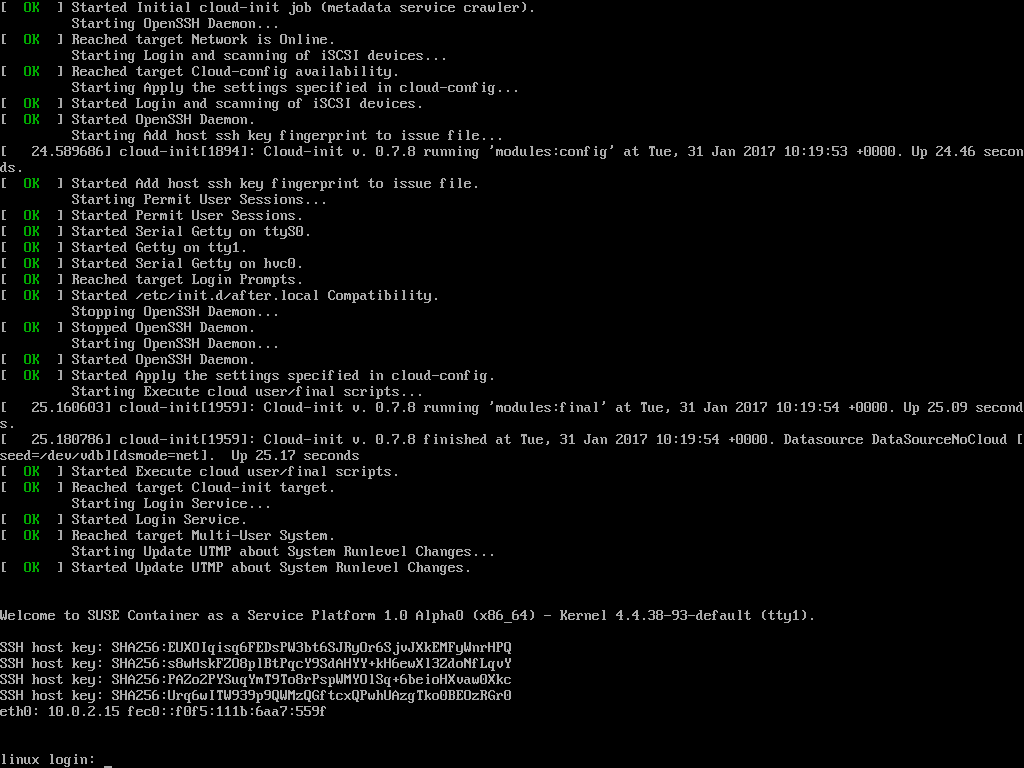 [  OK  ] Started Initial cloud-init job (metadata service crawler).
         Starting OpenSSH Daemon...
[  OK  ] Reached target Network is Online.
         Starting Login and scanning of iSCSI devices...
[  OK  ] Reached target Cloud-config availability.
         Starting Apply the settings specified in cloud-config...
[  OK  ] Started Login and scanning of iSCSI devices.
[  OK  ] Started OpenSSH Daemon.
         Starting Add host ssh key fingerprint to issue file...
[   24.589686] cloud-init[1894]: Cloud-init v. 0.7.8 running 'modules:config' at Tue, 31 Jan 2017 10:19:53 +0000. Up 24.46 secon
ds.
[  OK  ] Started Add host ssh key fingerprint to issue file.
         Starting Permit User Sessions...
[  OK  ] Started Permit User Sessions.
[  OK  ] Started Serial Getty on ttyS0.
[  OK  ] Started Getty on tty1.
[  OK  ] Started Serial Getty on hvc0.
[  OK  ] Reached target Login Prompts.
[  OK  ] Started /etc/init.d/after.local Compatibility.
         Stopping OpenSSH Daemon...
[  OK  ] Stopped OpenSSH Daemon.
         Starting OpenSSH Daemon...
[  OK  ] Started OpenSSH Daemon.
[  OK  ] Started Apply the settings specified in cloud-config.
         Starting Execute cloud user/final scripts...
[   25.160603] cloud-init[1959]: Cloud-init v. 0.7.8 running 'modules:final' at Tue, 31 Jan 2017 10:19:54 +0000. Up 25.09 second
s.
[   25.180786] cloud-init[1959]: Cloud-init v. 0.7.8 finished at Tue, 31 Jan 2017 10:19:54 +0000. Datasource DataSourceNoCloud [
seed=/dev/vdb][dsmode=net].  Up 25.17 seconds
[  OK  ] Started Execute cloud user/final scripts.
[  OK  ] Reached target Cloud-init target.
         Starting Login Service...
[  OK  ] Started Login Service.
[  OK  ] Reached target Multi-User System.
         Starting Update UTMP about System Runlevel Changes...
[  OK  ] Started Update UTMP about System Runlevel Changes.
Welcome to SUSE Container as a Service Platform 1.0 Alpha0 (x86_64) - Kernel 4.4.38-93-default (tty1).
SSH host key: SHA256:EUXOIqisq6FEDsPW3bt6SJRyOr6SjvJXkEMFyWnrHPQ
SSH host key: SHA256:s8wHskFZO8plBtPqcY9SdAHYY+kH6ewXl3ZdoNfLqvY
SSH host key: SHA256:PAZo2PYSuqYmT9To8rPspWMYOlSq+6beioHXvaw0Xkc
SSH host key: SHA256:Urq6wITW939p9QWMzQGftcxQPwhUAzgTko0BEOzRGr0
eth0: 10.0.2.15 fec0::f0f5:111b:6aa7:559f
linux login: _